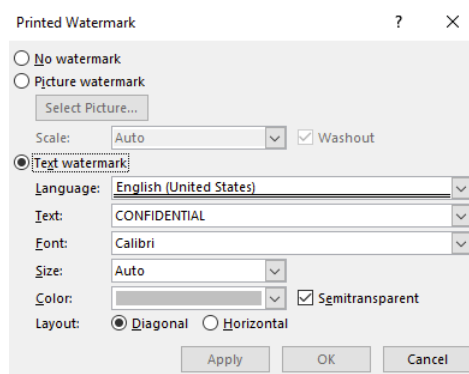 Printed Watermark ? ×
No watermark
Picture watermark
Select Picture...
Scale: Auto Washout
Text watermark
Language: English (United States)
Text: CONFIDENTIAL
Font: Calibri
Size: Auto
Color: Semitransparent
Layout: Diagonal Horizontal
Apply OK Cancel